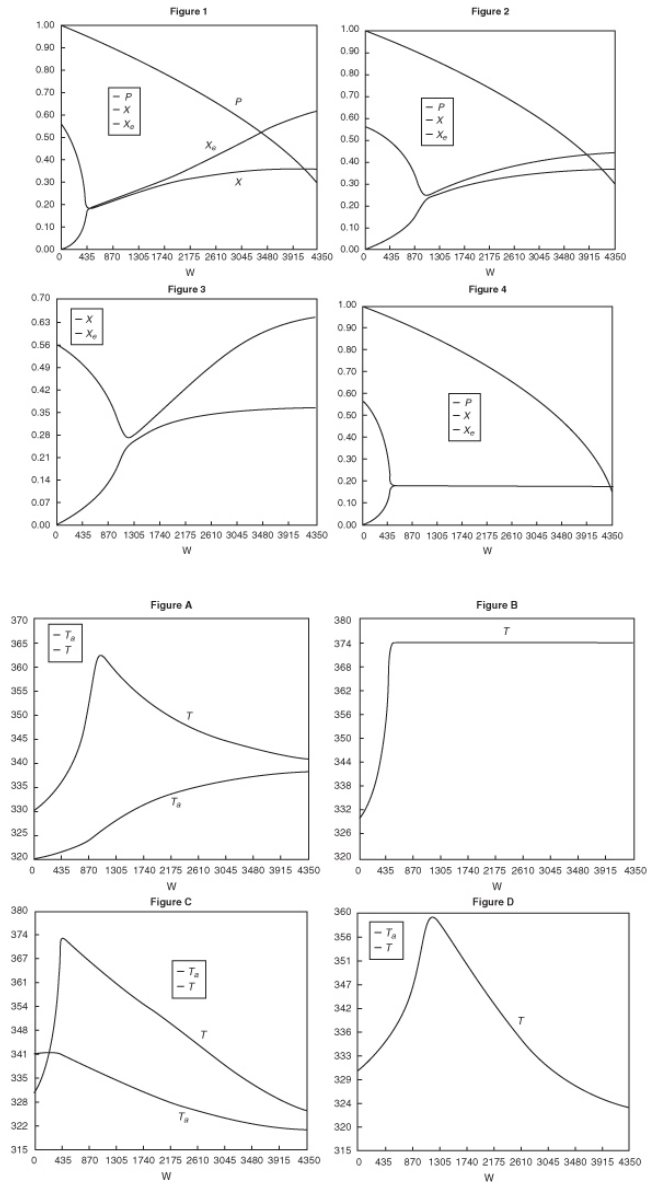 Figure 1
1.00
0.90
0.80
0.70
0.60
0.50
0.40
0.30
0.20
0.10
0.00
P
X
Xe
P
Xe
X
0 435 870 1305 1740 2175 2610 3045 3480 3915 4350
W
Figure 2
1.00
0.90
0.80
0.70
0.60
0.50
0.40
0.30
0.20
0.10
0.00
P
X
Xe
0 435 870 1305 1740 2175 2610 3045 3480 3915 4350
W
Figure 3
0.70
0.63
0.56
0.49
0.42
0.35
0.28
0.21
0.14
0.07
0.00
X
Xe
0 435 870 1305 1740 2175 2610 3045 3480 3915 4350
W
Figure 4
1.00
0.90
0.80
0.70
0.60
0.50
0.40
0.30
0.20
0.10
0.00
P
X
Xe
0 435 870 1305 1740 2175 2610 3045 3480 3915 4350
W
Figure A
370
365
360
355
350
345
340
335
330
325
320
Ta
T
T
Ta
0 435 870 1305 1740 2175 2610 3045 3480 3915 4350
W
Figure B
380
374
368
362
356
350
344
338
332
326
320
T
0 435 870 1305 1740 2175 2610 3045 3480 3915 4350
W
Figure C
380
374
367
361
354
348
341
335
328
322
315
Ta
T
T
Ta
0 435 870 1305 1740 2175 2610 3045 3480 3915 4350
W
Figure D
360
356
351
347
342
336
333
329
324
320
315
Ta
T
T
0 435 870 1305 1740 2175 2610 3045 3480 3915 4350
W